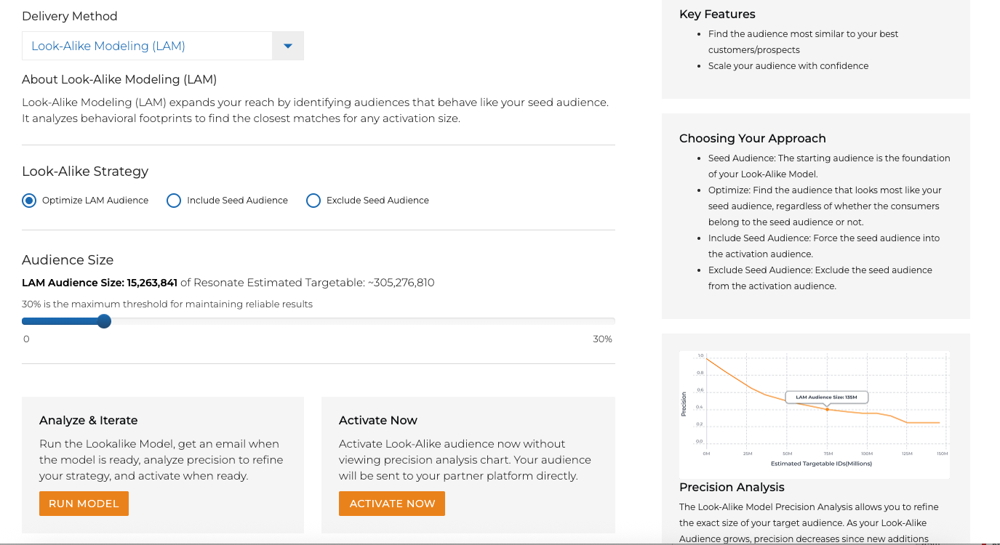 Delivery Method
Look-Alike Modeling (LAM)
About Look-Alike Modeling (LAM)
Look-Alike Modeling (LAM) expands your reach by identifying audiences that behave like your seed audience.
It analyzes behavioral footprints to find the closest matches for any activation size.
Look-Alike Strategy
Optimize LAM Audience
Include Seed Audience
Exclude Seed Audience
Audience Size
LAM Audience Size: 15,263,841 of Resonate Estimated Targetable: ~305,276,810
30% is the maximum threshold for maintaining reliable results
0
30%
Analyze & Iterate
Run the Lookalike Model, get an email when
the model is ready, analyze precision to refine
your strategy, and activate when ready.
RUN MODEL
Activate Now
Activate Look-Alike audience now without
viewing precision analysis chart. Your audience
will be sent to your partner platform directly.
ACTIVATE NOW
Key Features
• Find the audience most similar to your best
customers/prospects
• Scale your audience with confidence
Choosing Your Approach
• Seed Audience: The starting audience is the foundation
of your Look-Alike Model.
• Optimize: Find the audience that looks most like your
seed audience, regardless of whether the consumers
belong to the seed audience or not.
• Include Seed Audience: Force the seed audience into
the activation audience.
• Exclude Seed Audience: Exclude the seed audience
from the activation audience.
1.0
0.8
0.6
0.4
0.2
0.0
Precision
LAM Audience Size: 135M
0M
25M
50M
75M
100M
125M
150M
Estimated Targetable IDs(Millions)
Precision Analysis
The Look-Alike Model Precision Analysis allows you to refine
the exact size of your target audience. As your Look-Alike
Audience grows, precision decreases since new additions